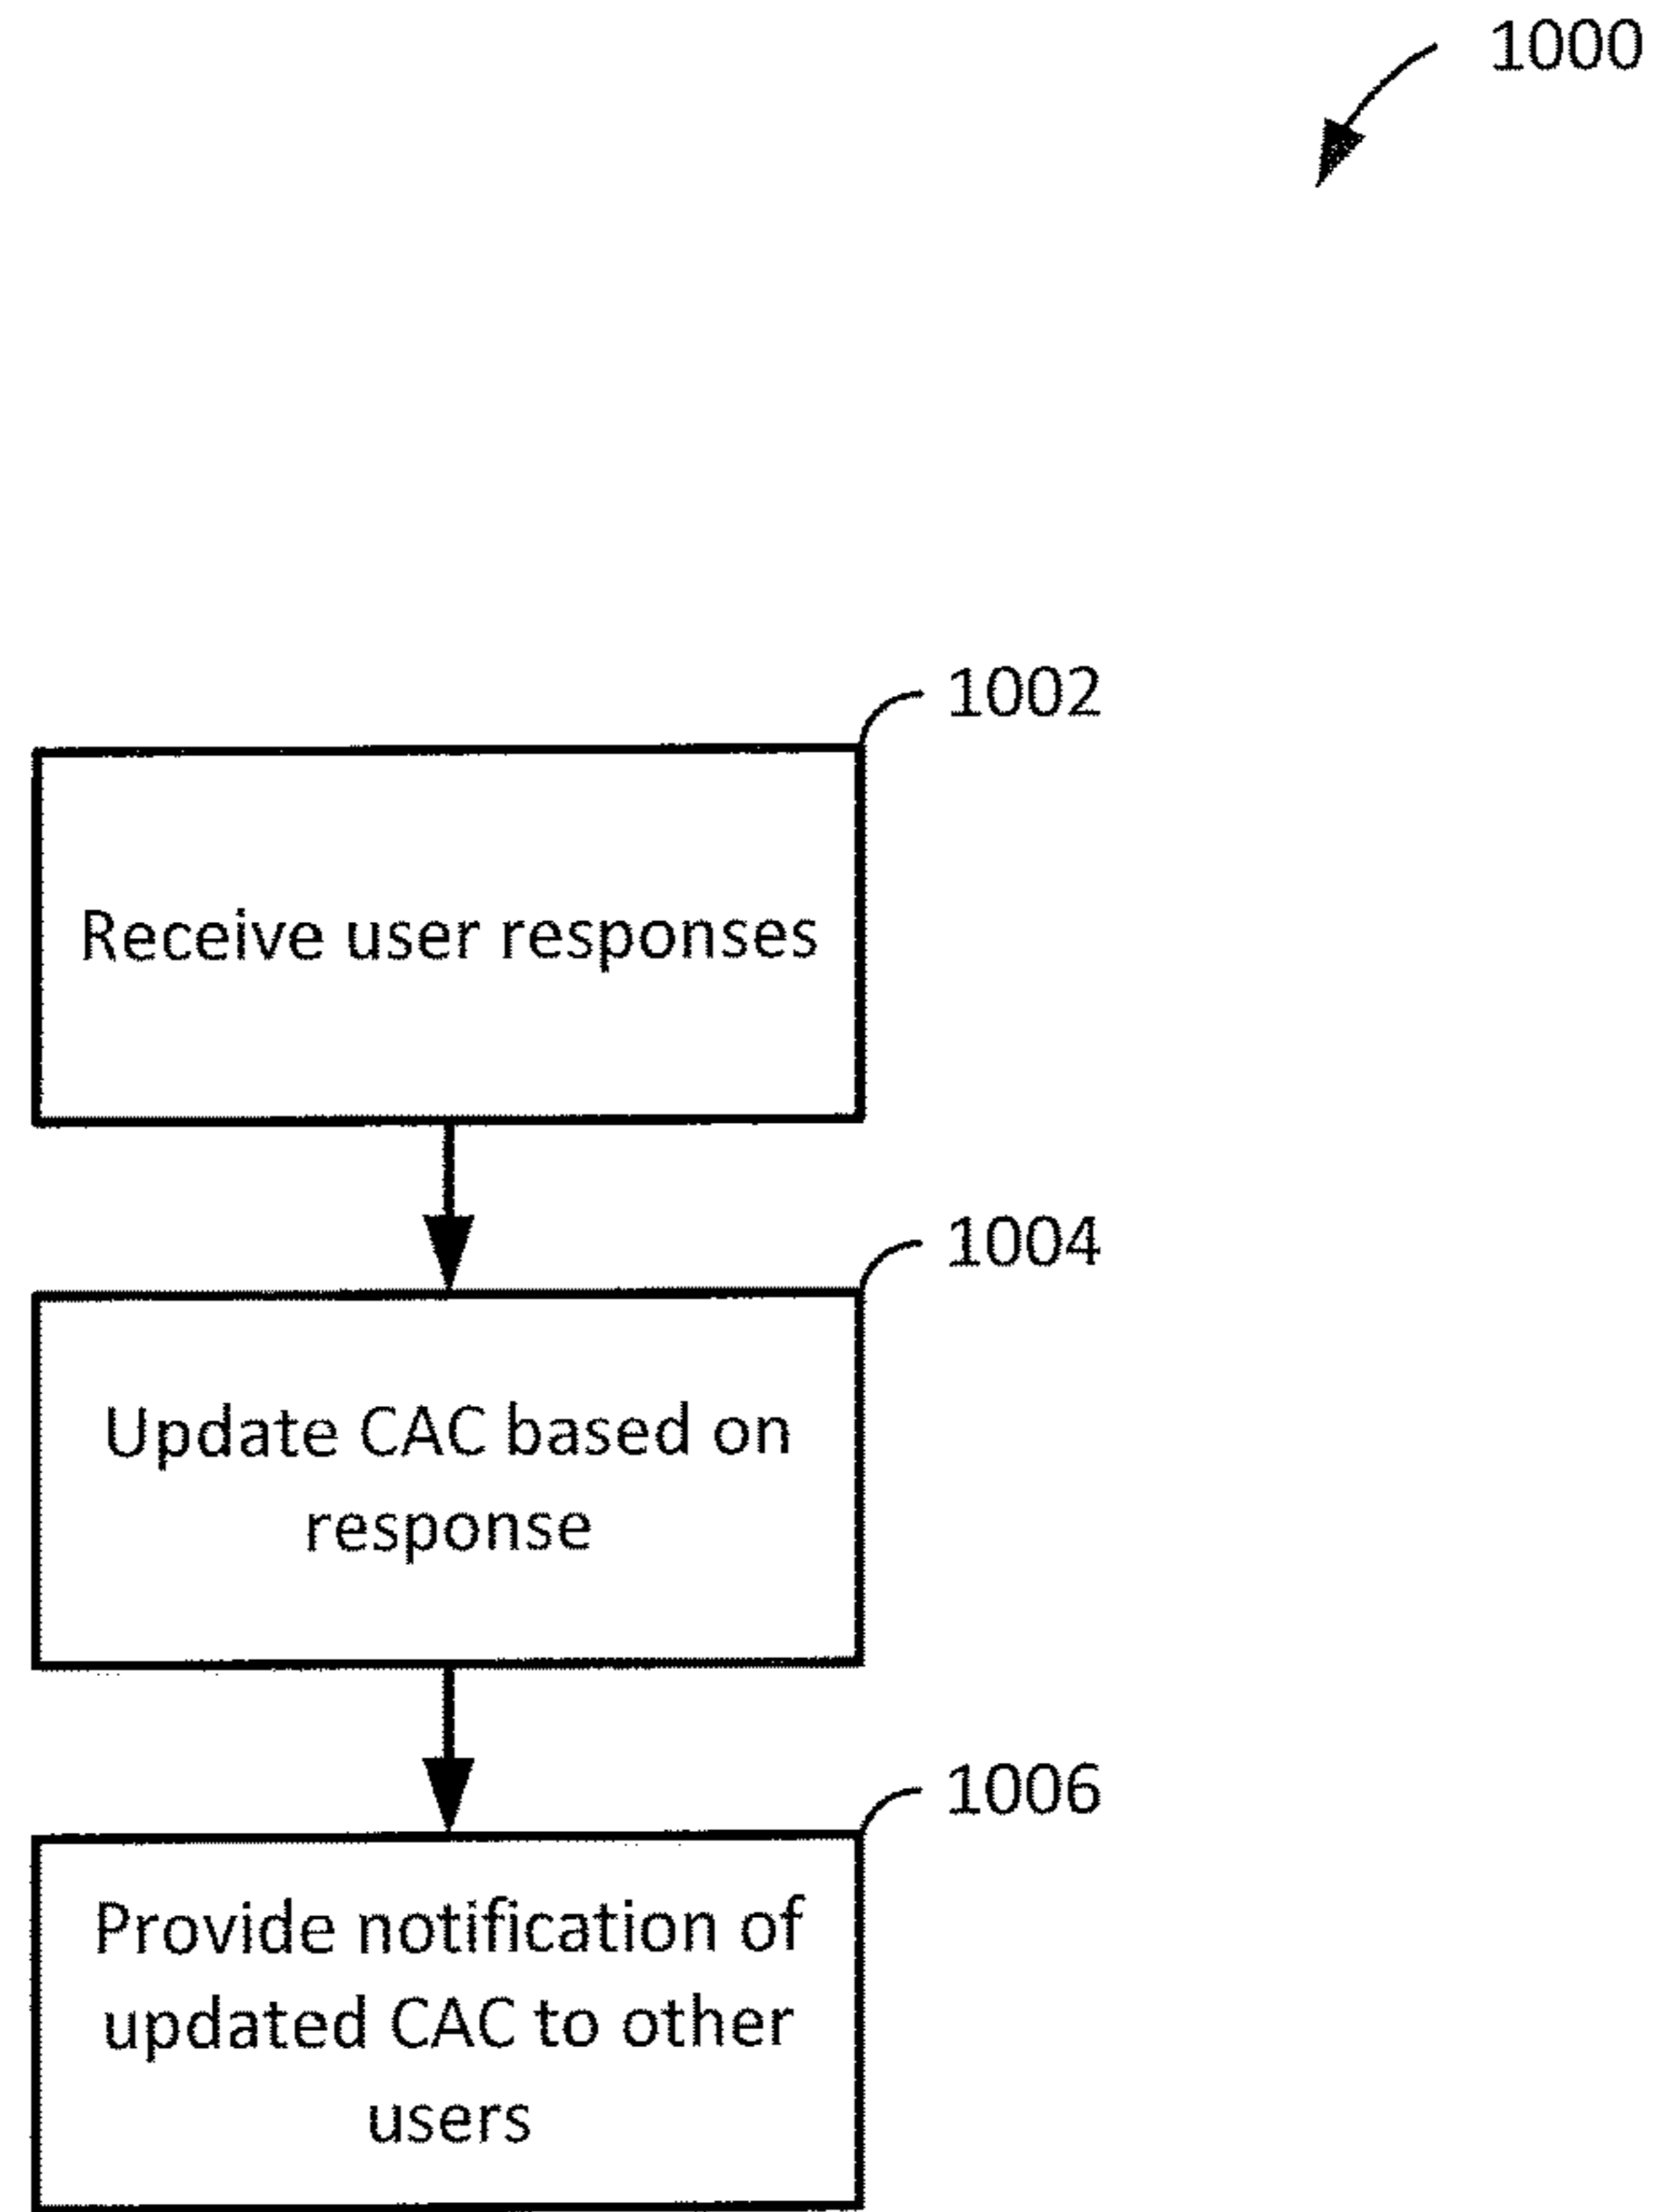 1000
1002
Receive user responses
1004
Update CAC based on
response
1006
Provide notification of
updated CAC to other
users